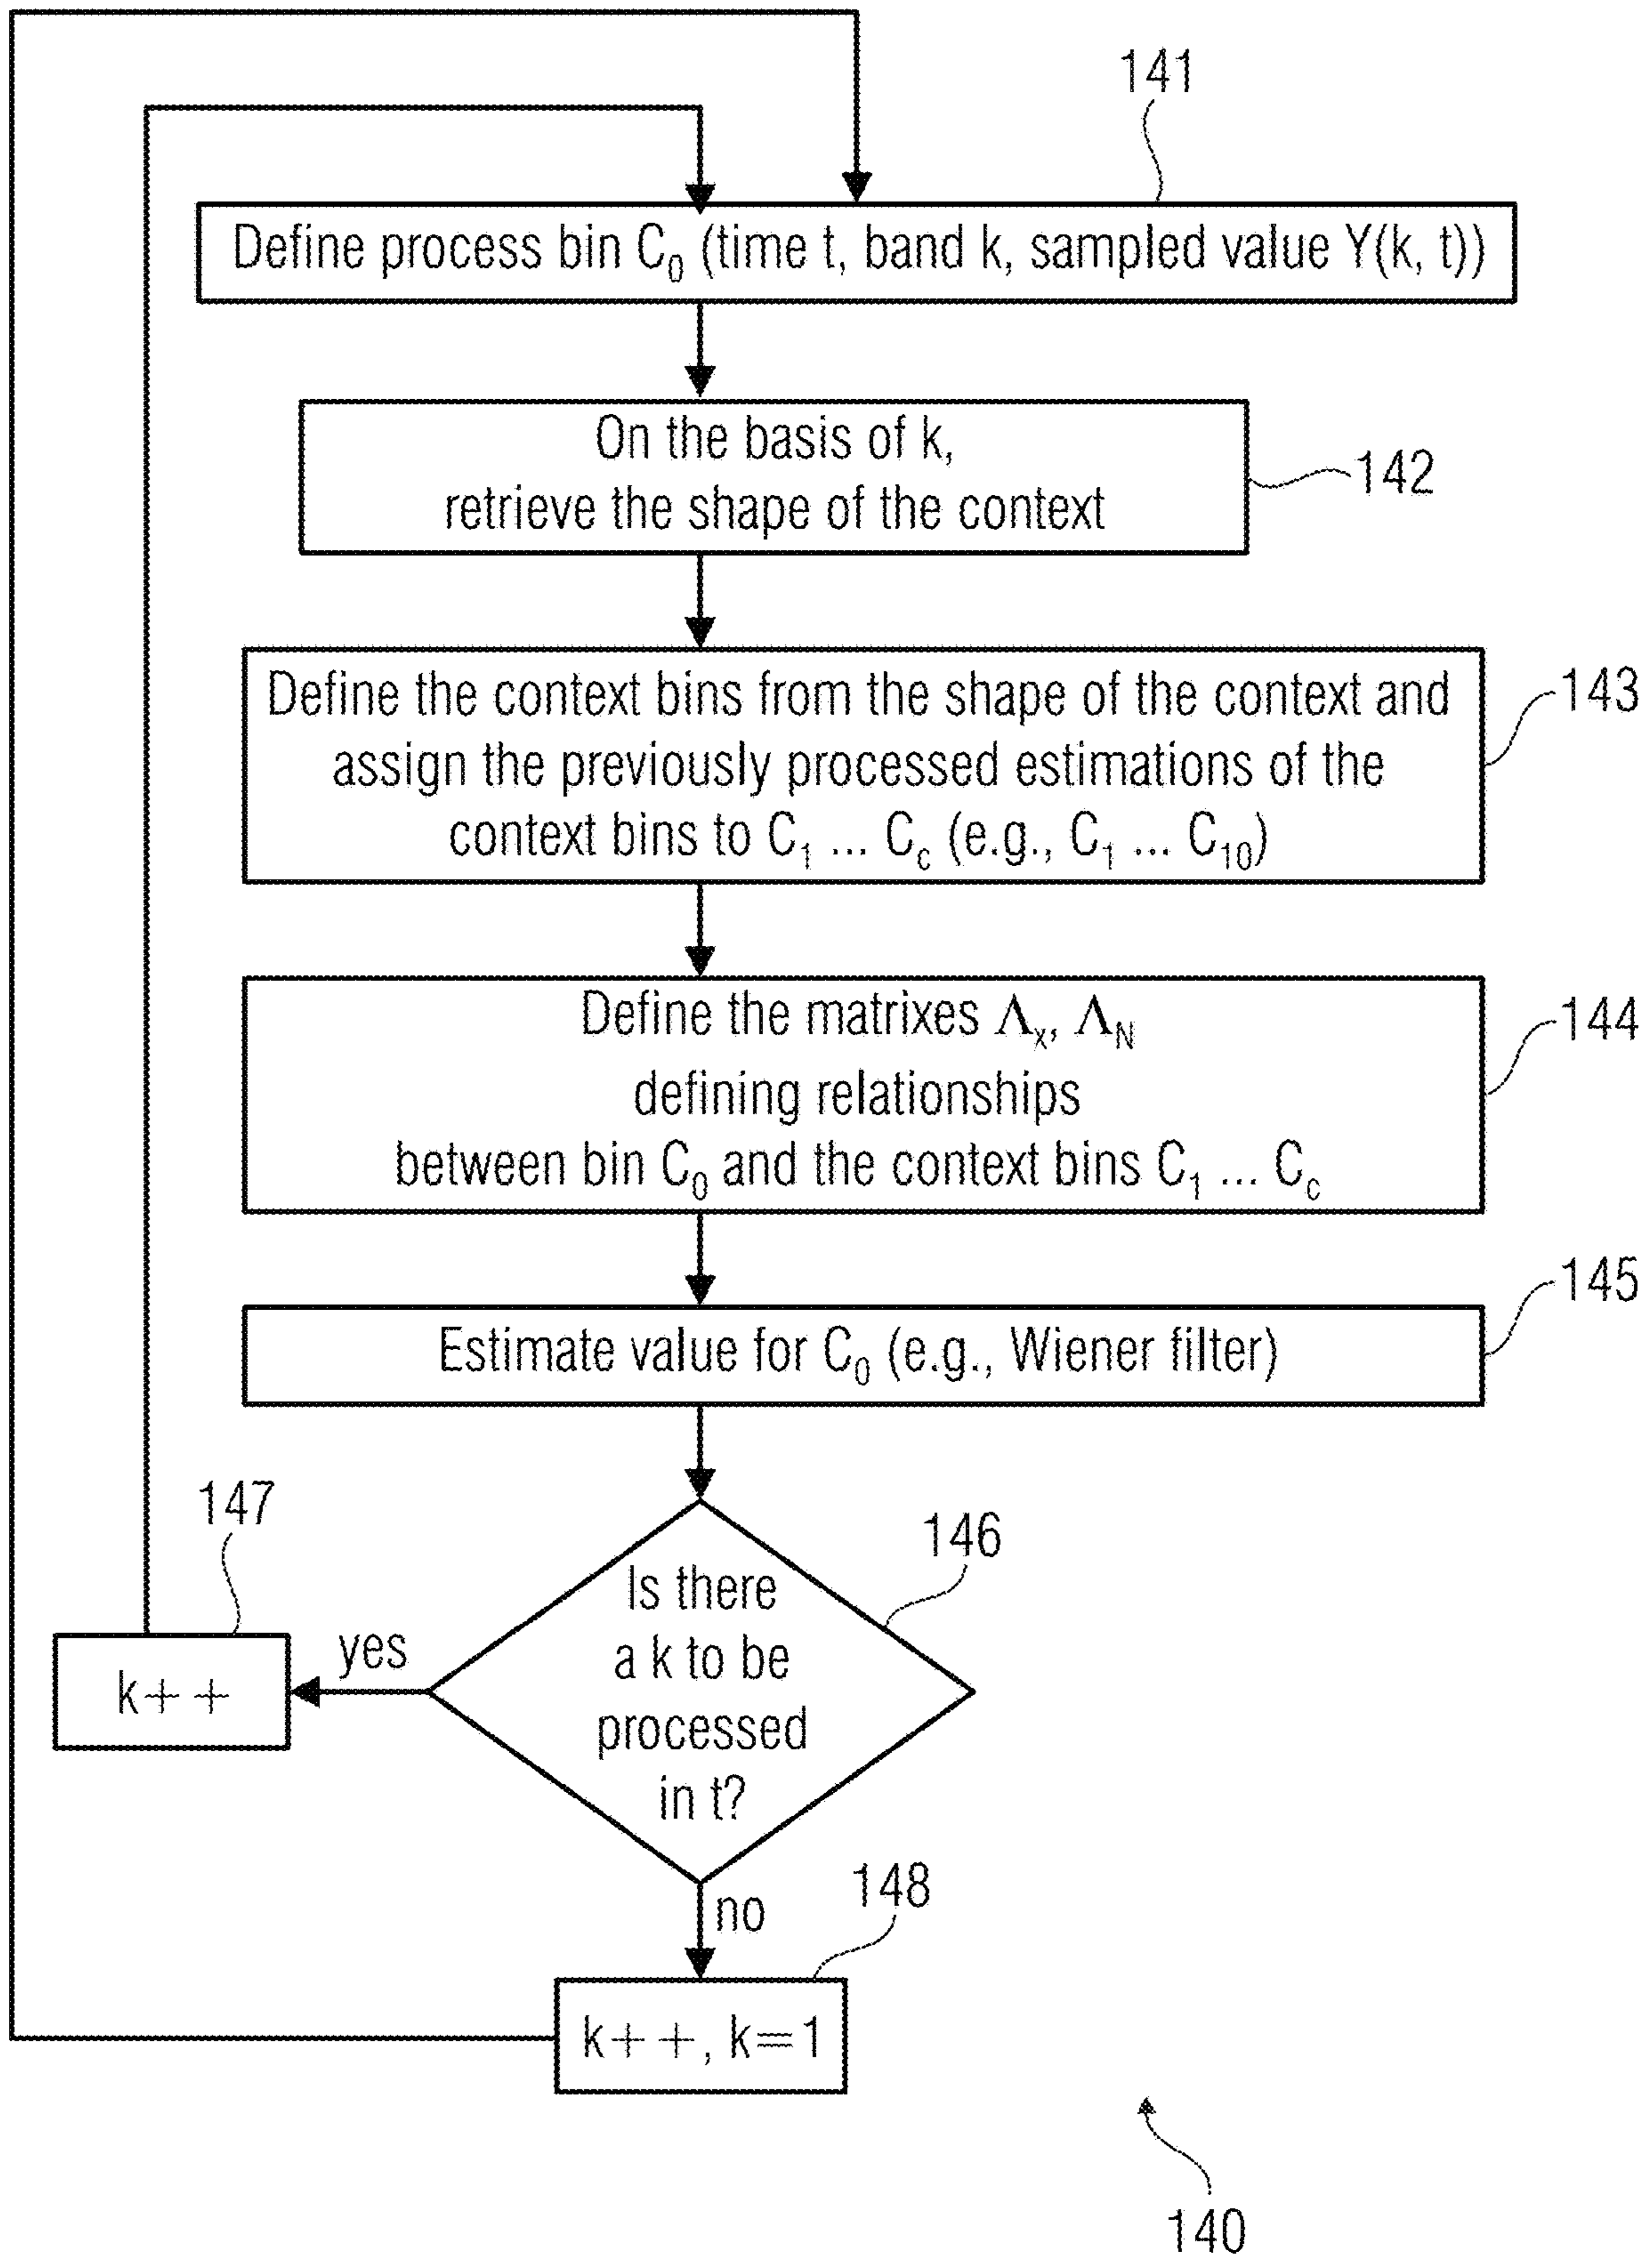 141
Define process bin C₀ (time t, band k, sampled value Y(k, t))
On the basis of k,
retrieve the shape of the context
142
Define the context bins from the shape of the context and
assign the previously processed estimations of the
context bins to C₁ ... C꜀ (e.g., C₁ ... C₁₀)
143
Define the matrixes Λₓ, Λ_N
defining relationships
between bin C₀ and the context bins C₁ ... C꜀
144
Estimate value for C₀ (e.g., Wiener filter)
145
Is there
a k to be
processed
in t?
146
yes
147
k++
no
148
k++, k=1
140